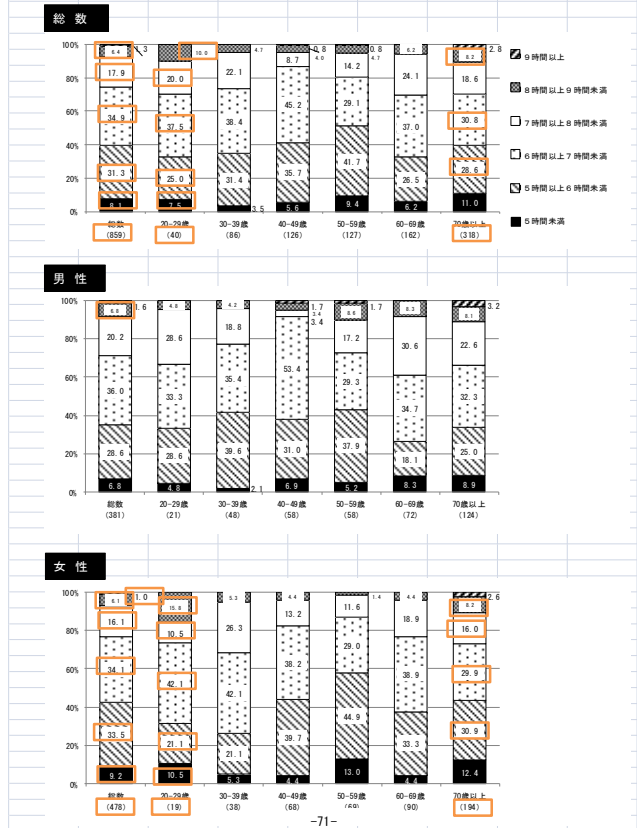 総 数
100%
80%
60%
40%
20%
0%
6.4 1.3 10.0 4.7 0.8 0.8 6.2 8.2 2.8
4.0 4.7
17.9 20.0 22.1 8.7 14.2 24.1 18.6
34.9 37.5 38.4 45.2 29.1 37.0 30.8
31.3 25.0 31.4 35.7 41.7 26.5 28.6
8.1 7.5 3.5 5.6 9.4 6.2 11.0
総数 20-29歳 30-39歳 40-49歳 50-59歳 60-69歳 70歳以上
(859) (40) (86) (126) (127) (162) (318)
9時間以上
8時間以上9時間未満
7時間以上8時間未満
6時間以上7時間未満
5時間以上6時間未満
5時間未満
男 性
100%
80%
60%
40%
20%
0%
6.8 1.6 4.8 4.2 1.7 8.6 1.7 8.3 8.1 3.2
3.4
3.4
20.2 28.6 18.8 17.2 30.6 22.6
36.0 33.3 35.4 53.4 29.3 34.7 32.3
28.6 28.6 39.6 31.0 37.9 18.1 25.0
6.8 4.8 2.1 6.9 5.2 8.3 8.9
総数 20-29歳 30-39歳 40-49歳 50-59歳 60-69歳 70歳以上
(381) (21) (48) (58) (58) (72) (124)
女 性
100%
80%
60%
40%
20%
0%
6.1 1.0 15.8 5.3 4.4 1.4 4.4 8.2 2.6
16.1 10.5 26.3 13.2 11.6 18.9 16.0
34.1 42.1 42.1 38.2 29.0 38.9 29.9
33.5 21.1 21.1 39.7 44.9 33.3 30.9
9.2 10.5 5.3 4.4 13.0 4.4 12.4
総数 20-29歳 30-39歳 40-49歳 50-59歳 60-69歳 70歳以上
(478) (19) (38) (68) (69) (90) (194)
-71-